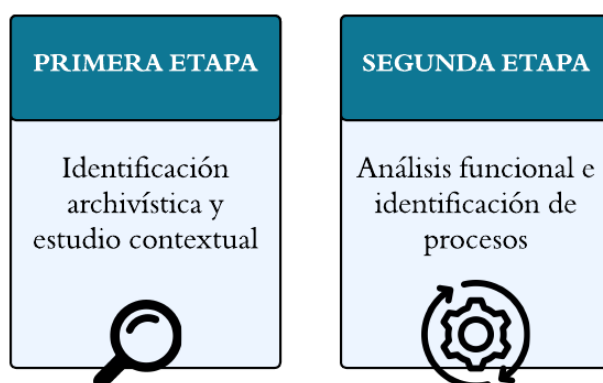 PRIMERA ETAPA
Identificación
archivística y
estudio contextual
SEGUNDA ETAPA
Análisis funcional e
identificación de
procesos